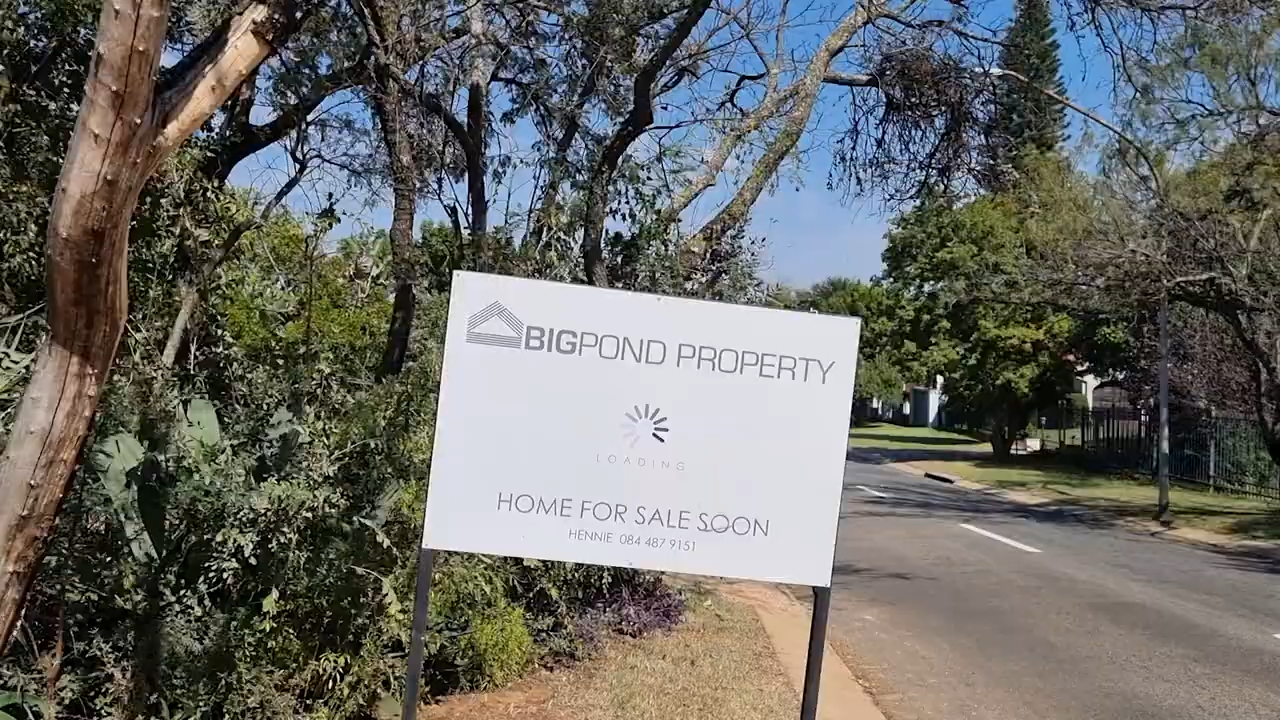 BIGPOND PROPERTY
LOADING
HOME FOR SALE SOON
HENNIE 084 487 9151